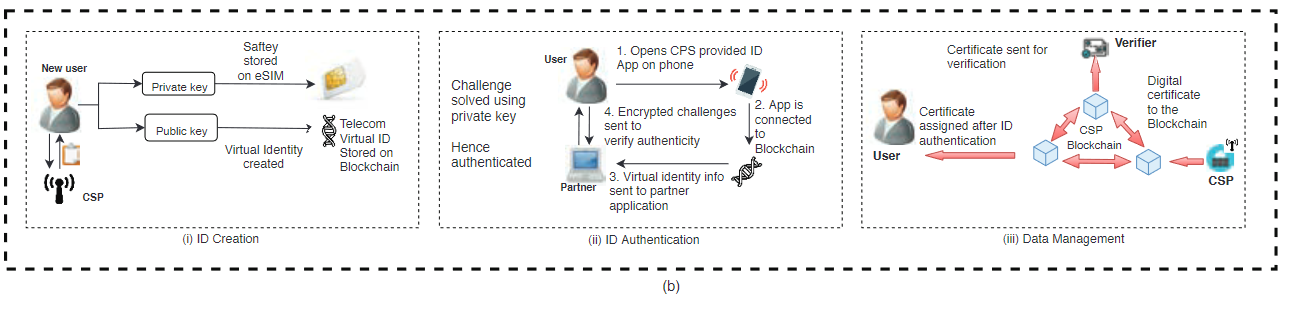 New user
Private key
Saftey
stored
on eSIM
Public key
Virtual Identity
created
Telecom
Virtual ID
Stored on
Blockchain
CSP
(i) ID Creation
User
1. Opens CPS provided ID
App on phone
Challenge
solved using
private key
Hence
authenticated
4. Encrypted challenges
sent to
verify authenticity
2. App is
connected
to
Blockchain
Partner
3. Virtual identity info
sent to partner
application
(ii) ID Authentication
Certificate sent for
verification
Verifier
Digital
certificate
to the
Blockchain
Certificate
assigned after ID
authentication
User
CSP
Blockchain
CSP
(iii) Data Management
(b)